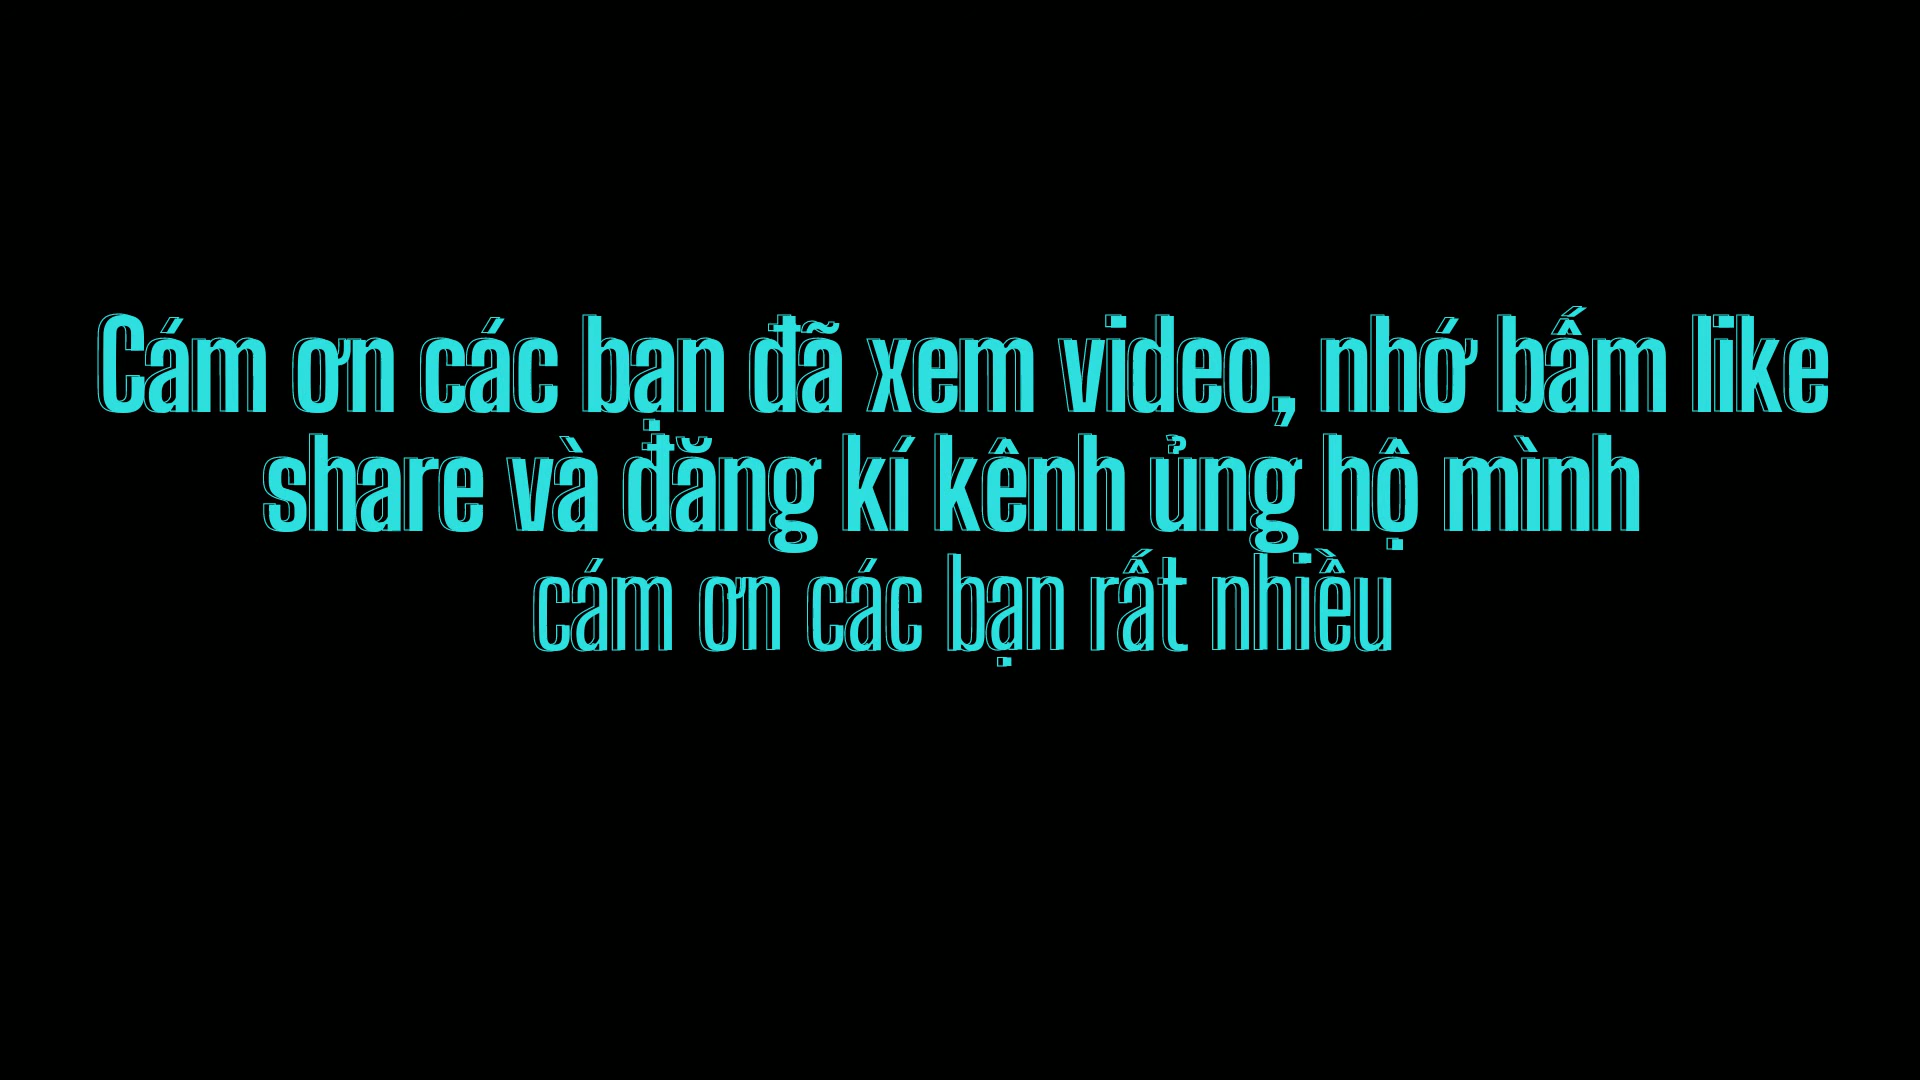 Cám ơn các bạn đã xem video, nhớ bấm like
share và đăng kí kênh ủng hộ mình
cám ơn các bạn rất nhiều